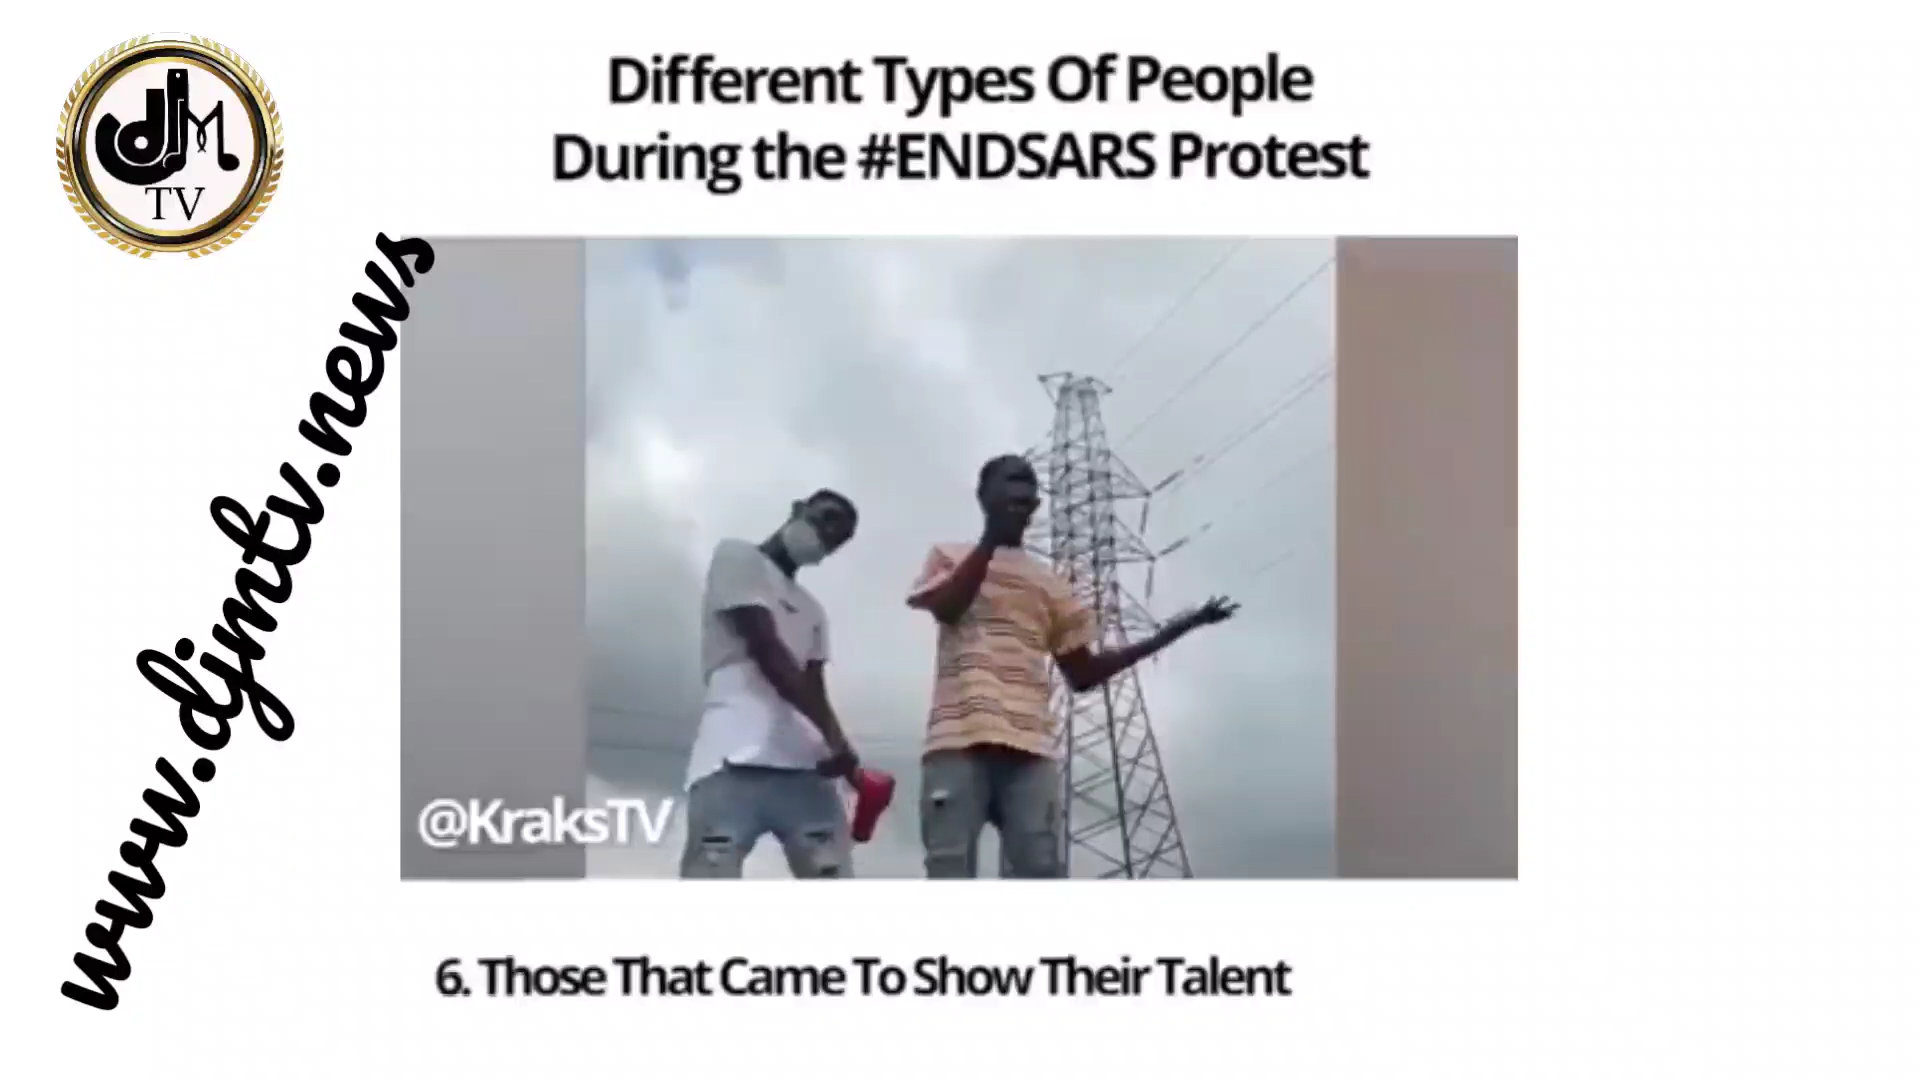 DJM
TV
Different Types Of People
During the #ENDSARS Protest
www.djmtv.news
@KraksTV
6. Those That Came To Show Their Talent